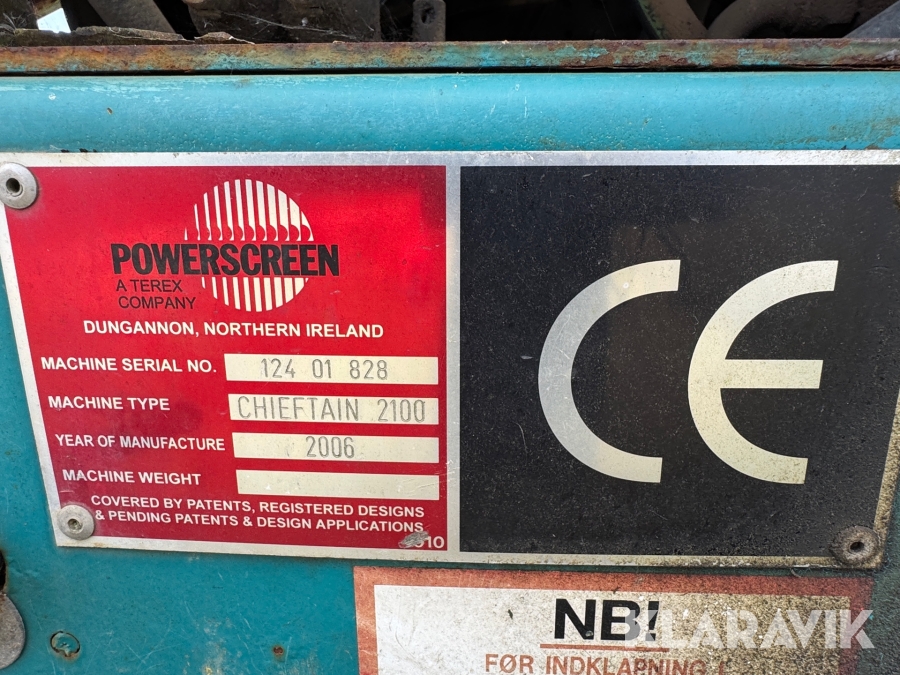 POWERSCREEN
A TEREX
COMPANY
DUNGANNON, NORTHERN IRELAND
MACHINE SERIAL NO. 124 01 828
MACHINE TYPE CHIEFTAIN 2100
YEAR OF MANUFACTURE 2006
MACHINE WEIGHT
COVERED BY PATENTS, REGISTERED DESIGNS
& PENDING PATENTS & DESIGN APPLICATIONS
CE
NB!
FØR INDKLAPNING
KLARAVIK